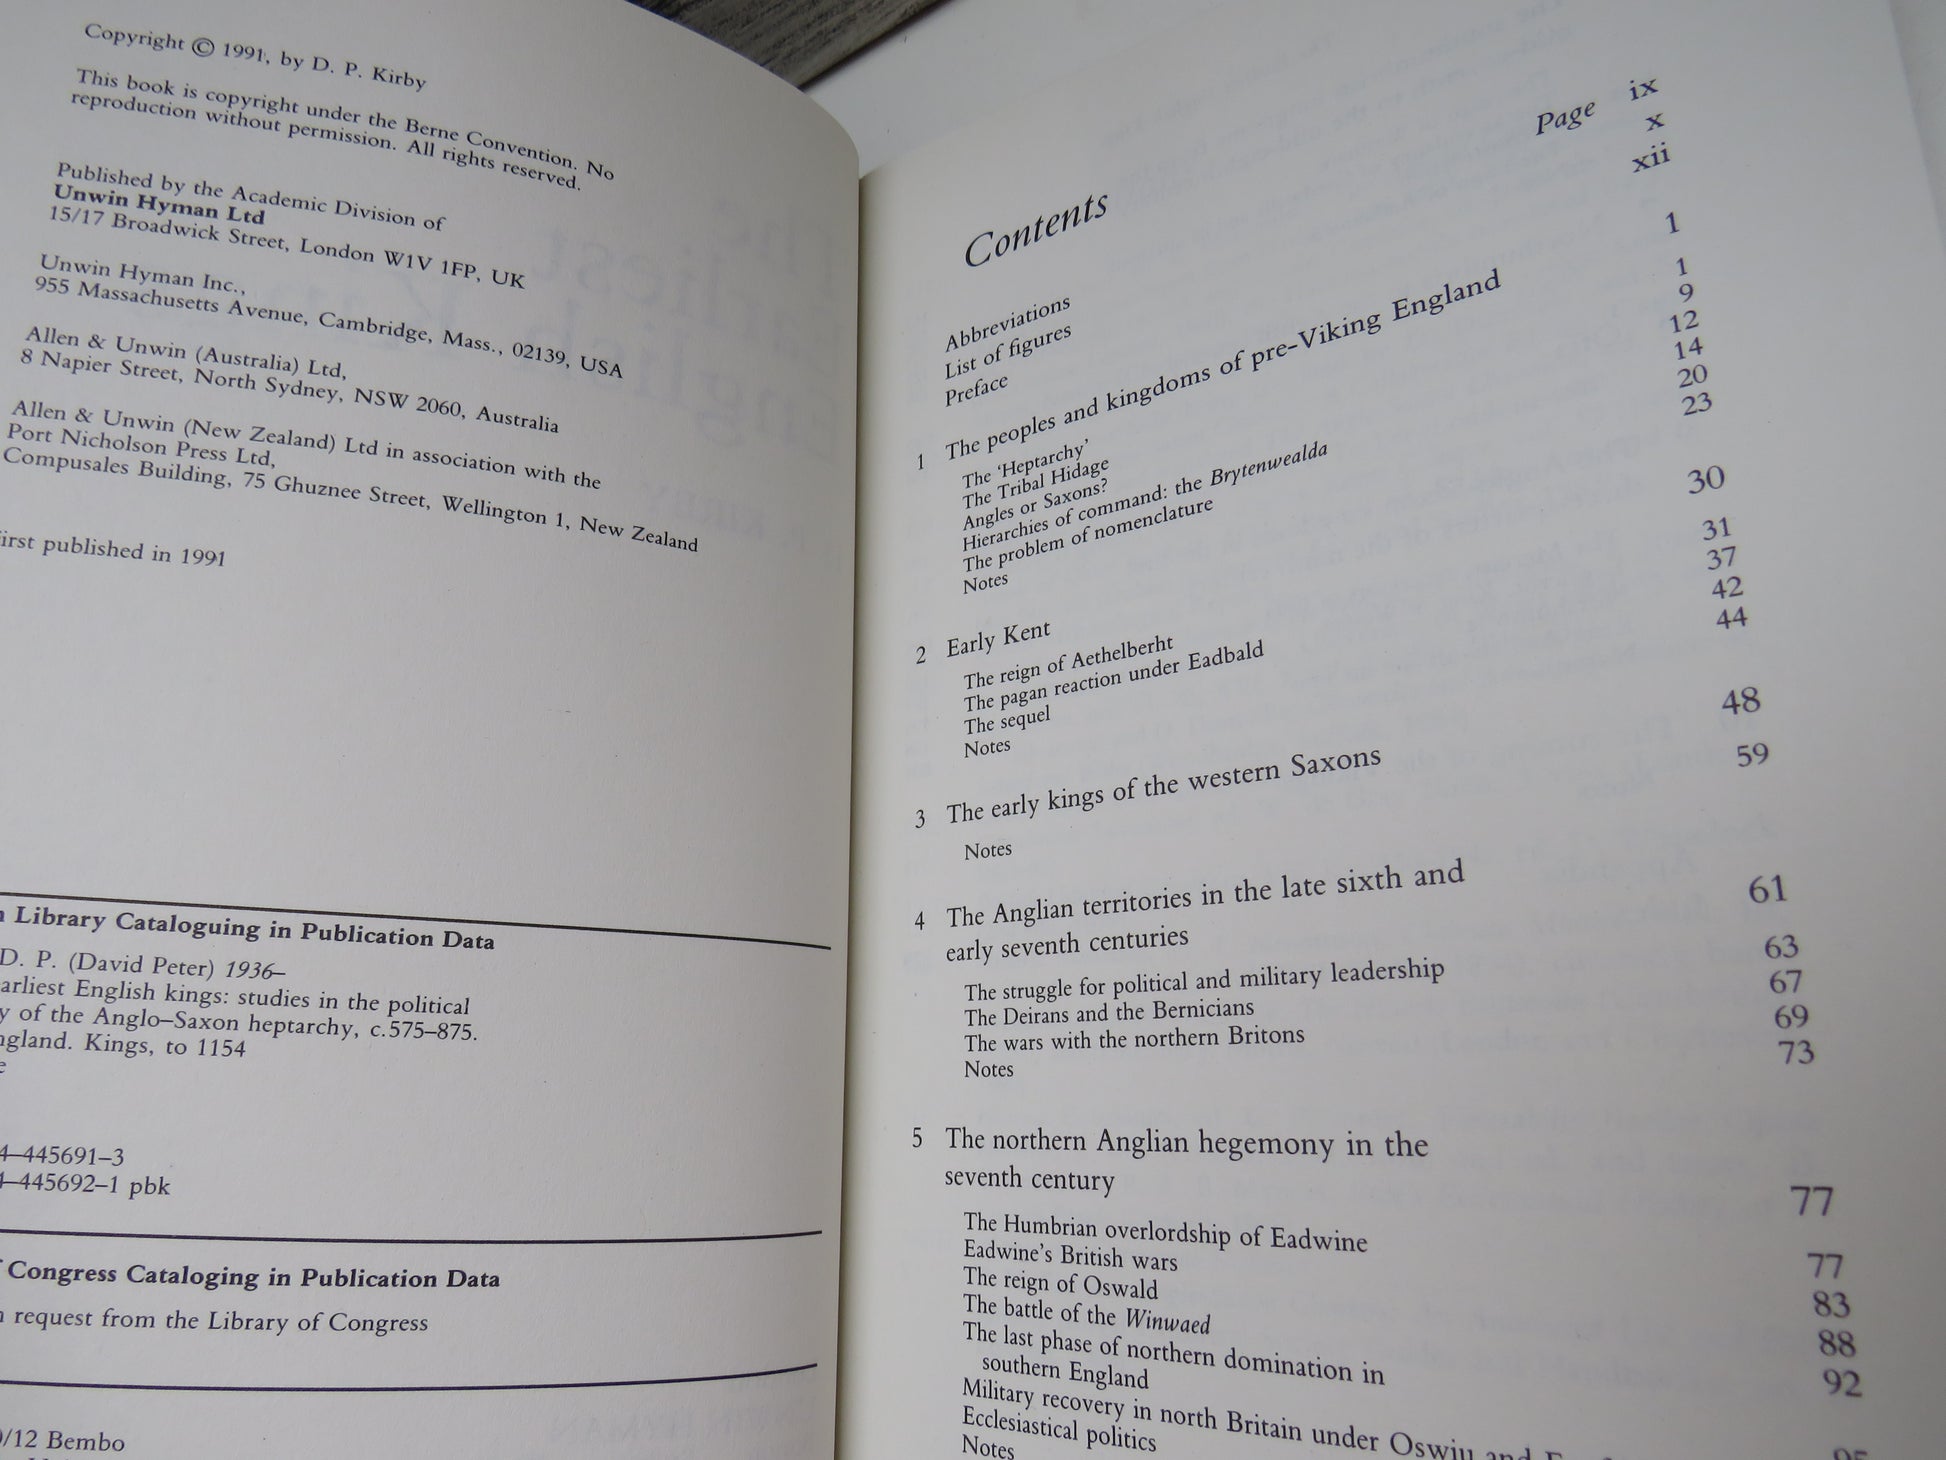 Copyright © 1991, by D. P. Kirby
This book is copyright under the Berne Convention. No
reproduction without permission. All rights reserved.
Published by the Academic Division of
Unwin Hyman Ltd
15/17 Broadwick Street, London W1V 1FP, UK
Unwin Hyman Inc.,
955 Massachusetts Avenue, Cambridge, Mass., 02139, USA
Allen & Unwin (Australia) Ltd,
8 Napier Street, North Sydney, NSW 2060, Australia
Allen & Unwin (New Zealand) Ltd in association with the
Port Nicholson Press Ltd,
Compusales Building, 75 Ghuznee Street, Wellington 1, New Zealand
irst published in 1991
Library Cataloguing in Publication Data
D. P. (David Peter) 1936–
arliest English kings: studies in the political
y of the Anglo–Saxon heptarchy, c.575–875.
ngland. Kings, to 1154
e
4–445691–3
4–445692–1 pbk
Congress Cataloging in Publication Data
request from the Library of Congress
/12 Bembo
Contents
Page
Abbreviations ix
List of figures x
Preface xii
1 The peoples and kingdoms of pre-Viking England 1
The 'Heptarchy' 1
The Tribal Hidage 9
Angles or Saxons? 12
Hierarchies of command: the Brytenwealda 14
The problem of nomenclature 20
Notes 23
2 Early Kent 30
The reign of Aethelberht 31
The pagan reaction under Eadbald 37
The sequel 42
Notes 44
3 The early kings of the western Saxons 48
Notes 59
4 The Anglian territories in the late sixth and
early seventh centuries 61
The struggle for political and military leadership 63
The Deirans and the Bernicians 67
The wars with the northern Britons 69
Notes 73
5 The northern Anglian hegemony in the
seventh century 77
The Humbrian overlordship of Eadwine 77
Eadwine's British wars 83
The reign of Oswald 88
The battle of the Winwaed 92
The last phase of northern domination in
southern England 95
Military recovery in north Britain under Oswiu and
Ecclesiastical politics
Notes